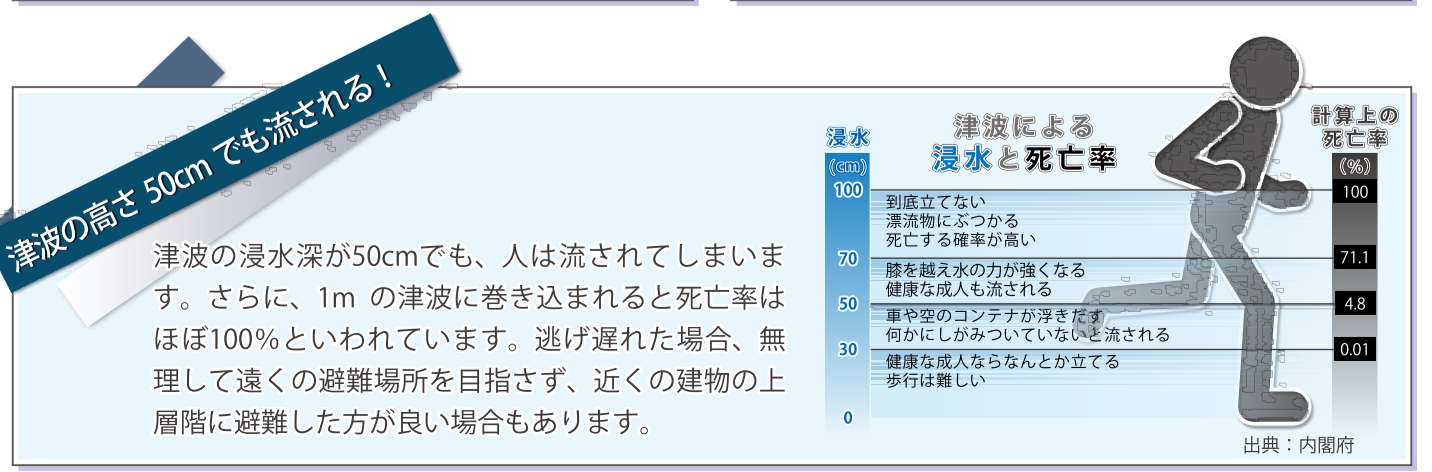 津波の高さ 50cm でも流される！
津波の浸水深が50cmでも、人は流されてしまいま
す。さらに、1m の津波に巻き込まれると死亡率は
ほぼ100％といわれています。逃げ遅れた場合、無
理して遠くの避難場所を目指さず、近くの建物の上
層階に避難した方が良い場合もあります。
津波による
浸水と死亡率
浸水
(cm)
計算上の
死亡率
(%)
100
到底立てない
漂流物にぶつかる
死亡する確率が高い
100
70
膝を越え水の力が強くなる
健康な成人も流される
71.1
50
車や空のコンテナが浮きだす
何かにしがみついていないと流される
4.8
30
健康な成人ならなんとか立てる
歩行は難しい
0.01
0
出典：内閣府